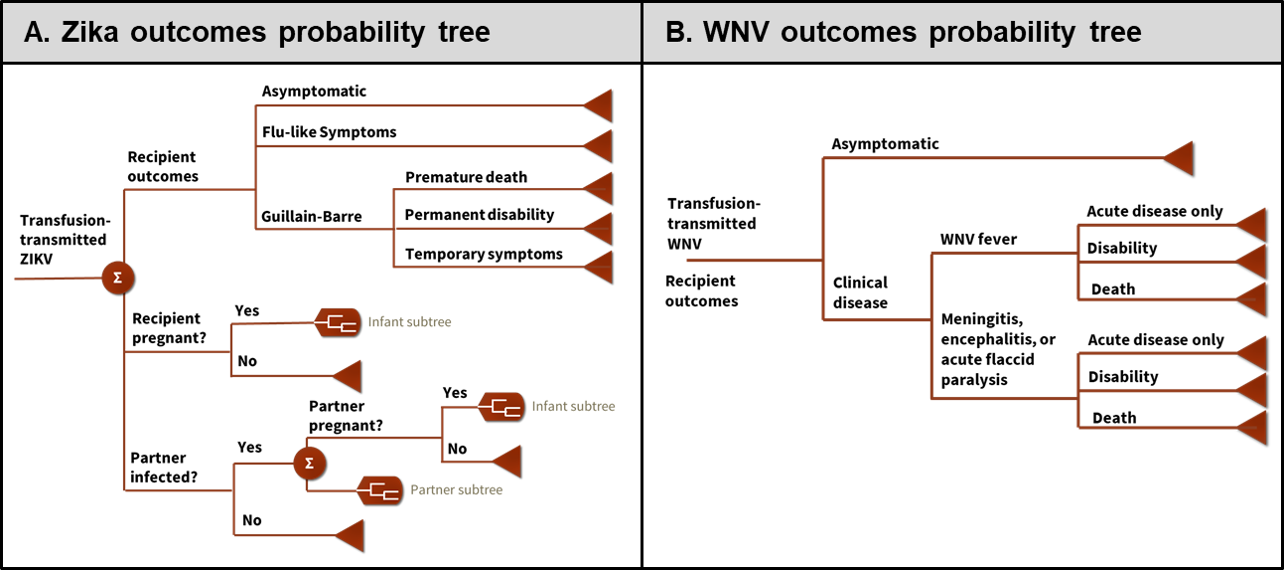 A. Zika outcomes probability tree
Asymptomatic
Flu-like Symptoms
Recipient
outcomes
Premature death
Guillain-Barre
Permanent disability
Temporary symptoms
Transfusion-
transmitted
ZIKV
Σ
Recipient
pregnant?
Yes
Infant subtree
No
Partner
infected?
Yes
Σ
Partner
pregnant?
Yes
Infant subtree
No
Partner subtree
No
B. WNV outcomes probability tree
Asymptomatic
Transfusion-
transmitted
WNV
Recipient
outcomes
Clinical
disease
WNV fever
Acute disease only
Disability
Death
Meningitis,
encephalitis, or
acute flaccid
paralysis
Acute disease only
Disability
Death